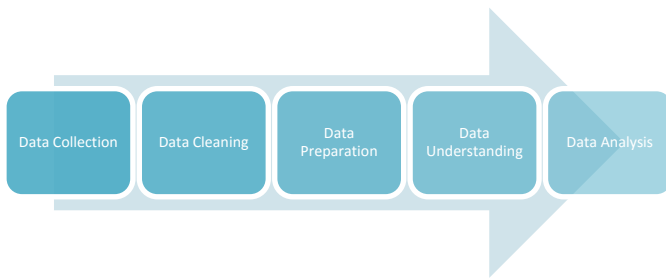 Data Collection
Data Cleaning
Data
Preparation
Data
Understanding
Data Analysis